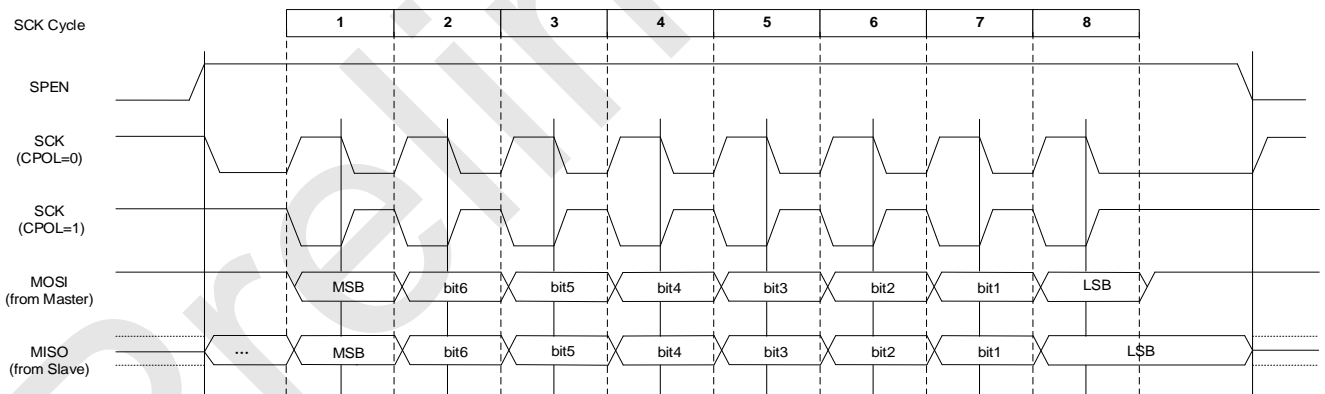 SCK Cycle 1 2 3 4 5 6 7 8
SPEN
SCK
(CPOL=0)
SCK
(CPOL=1)
MOSI
(from Master)
MSB bit6 bit5 bit4 bit3 bit2 bit1 LSB
MISO
(from Slave)
... MSB bit6 bit5 bit4 bit3 bit2 bit1 LSB
Prelim